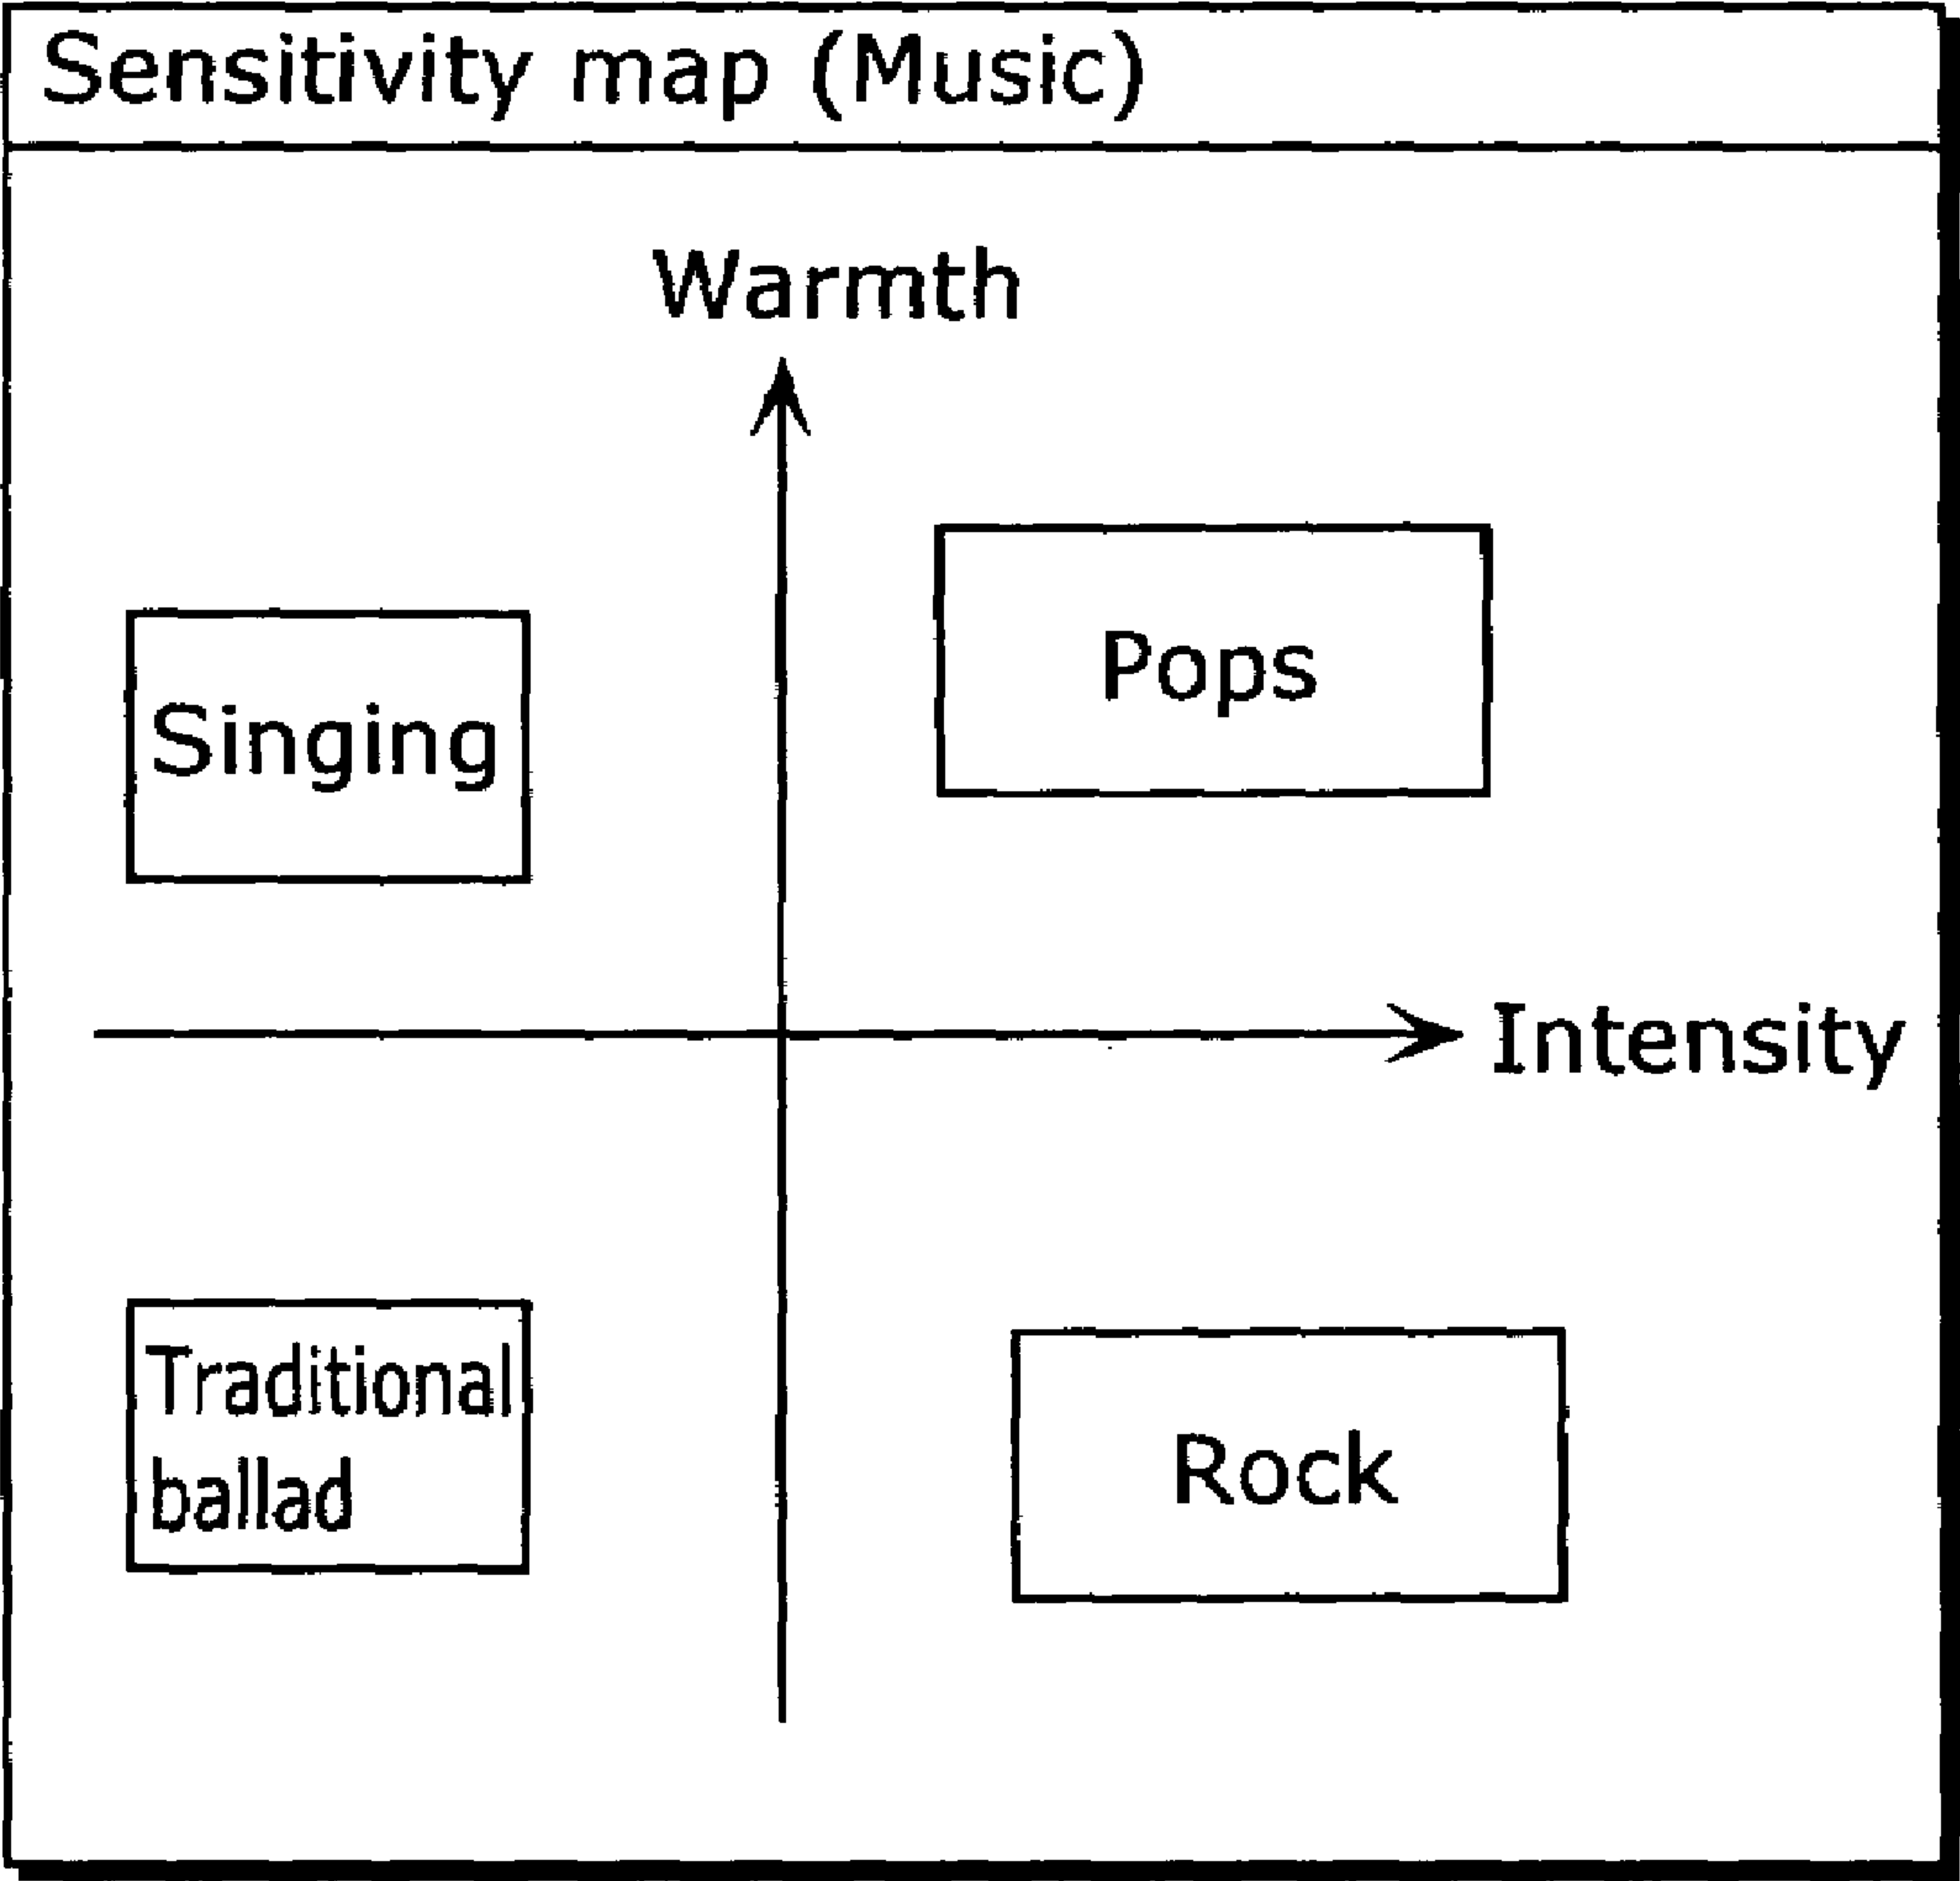 Sensitivity map (Music)
Warmth
Pops
Singing
Intensity
Traditional
ballad
Rock